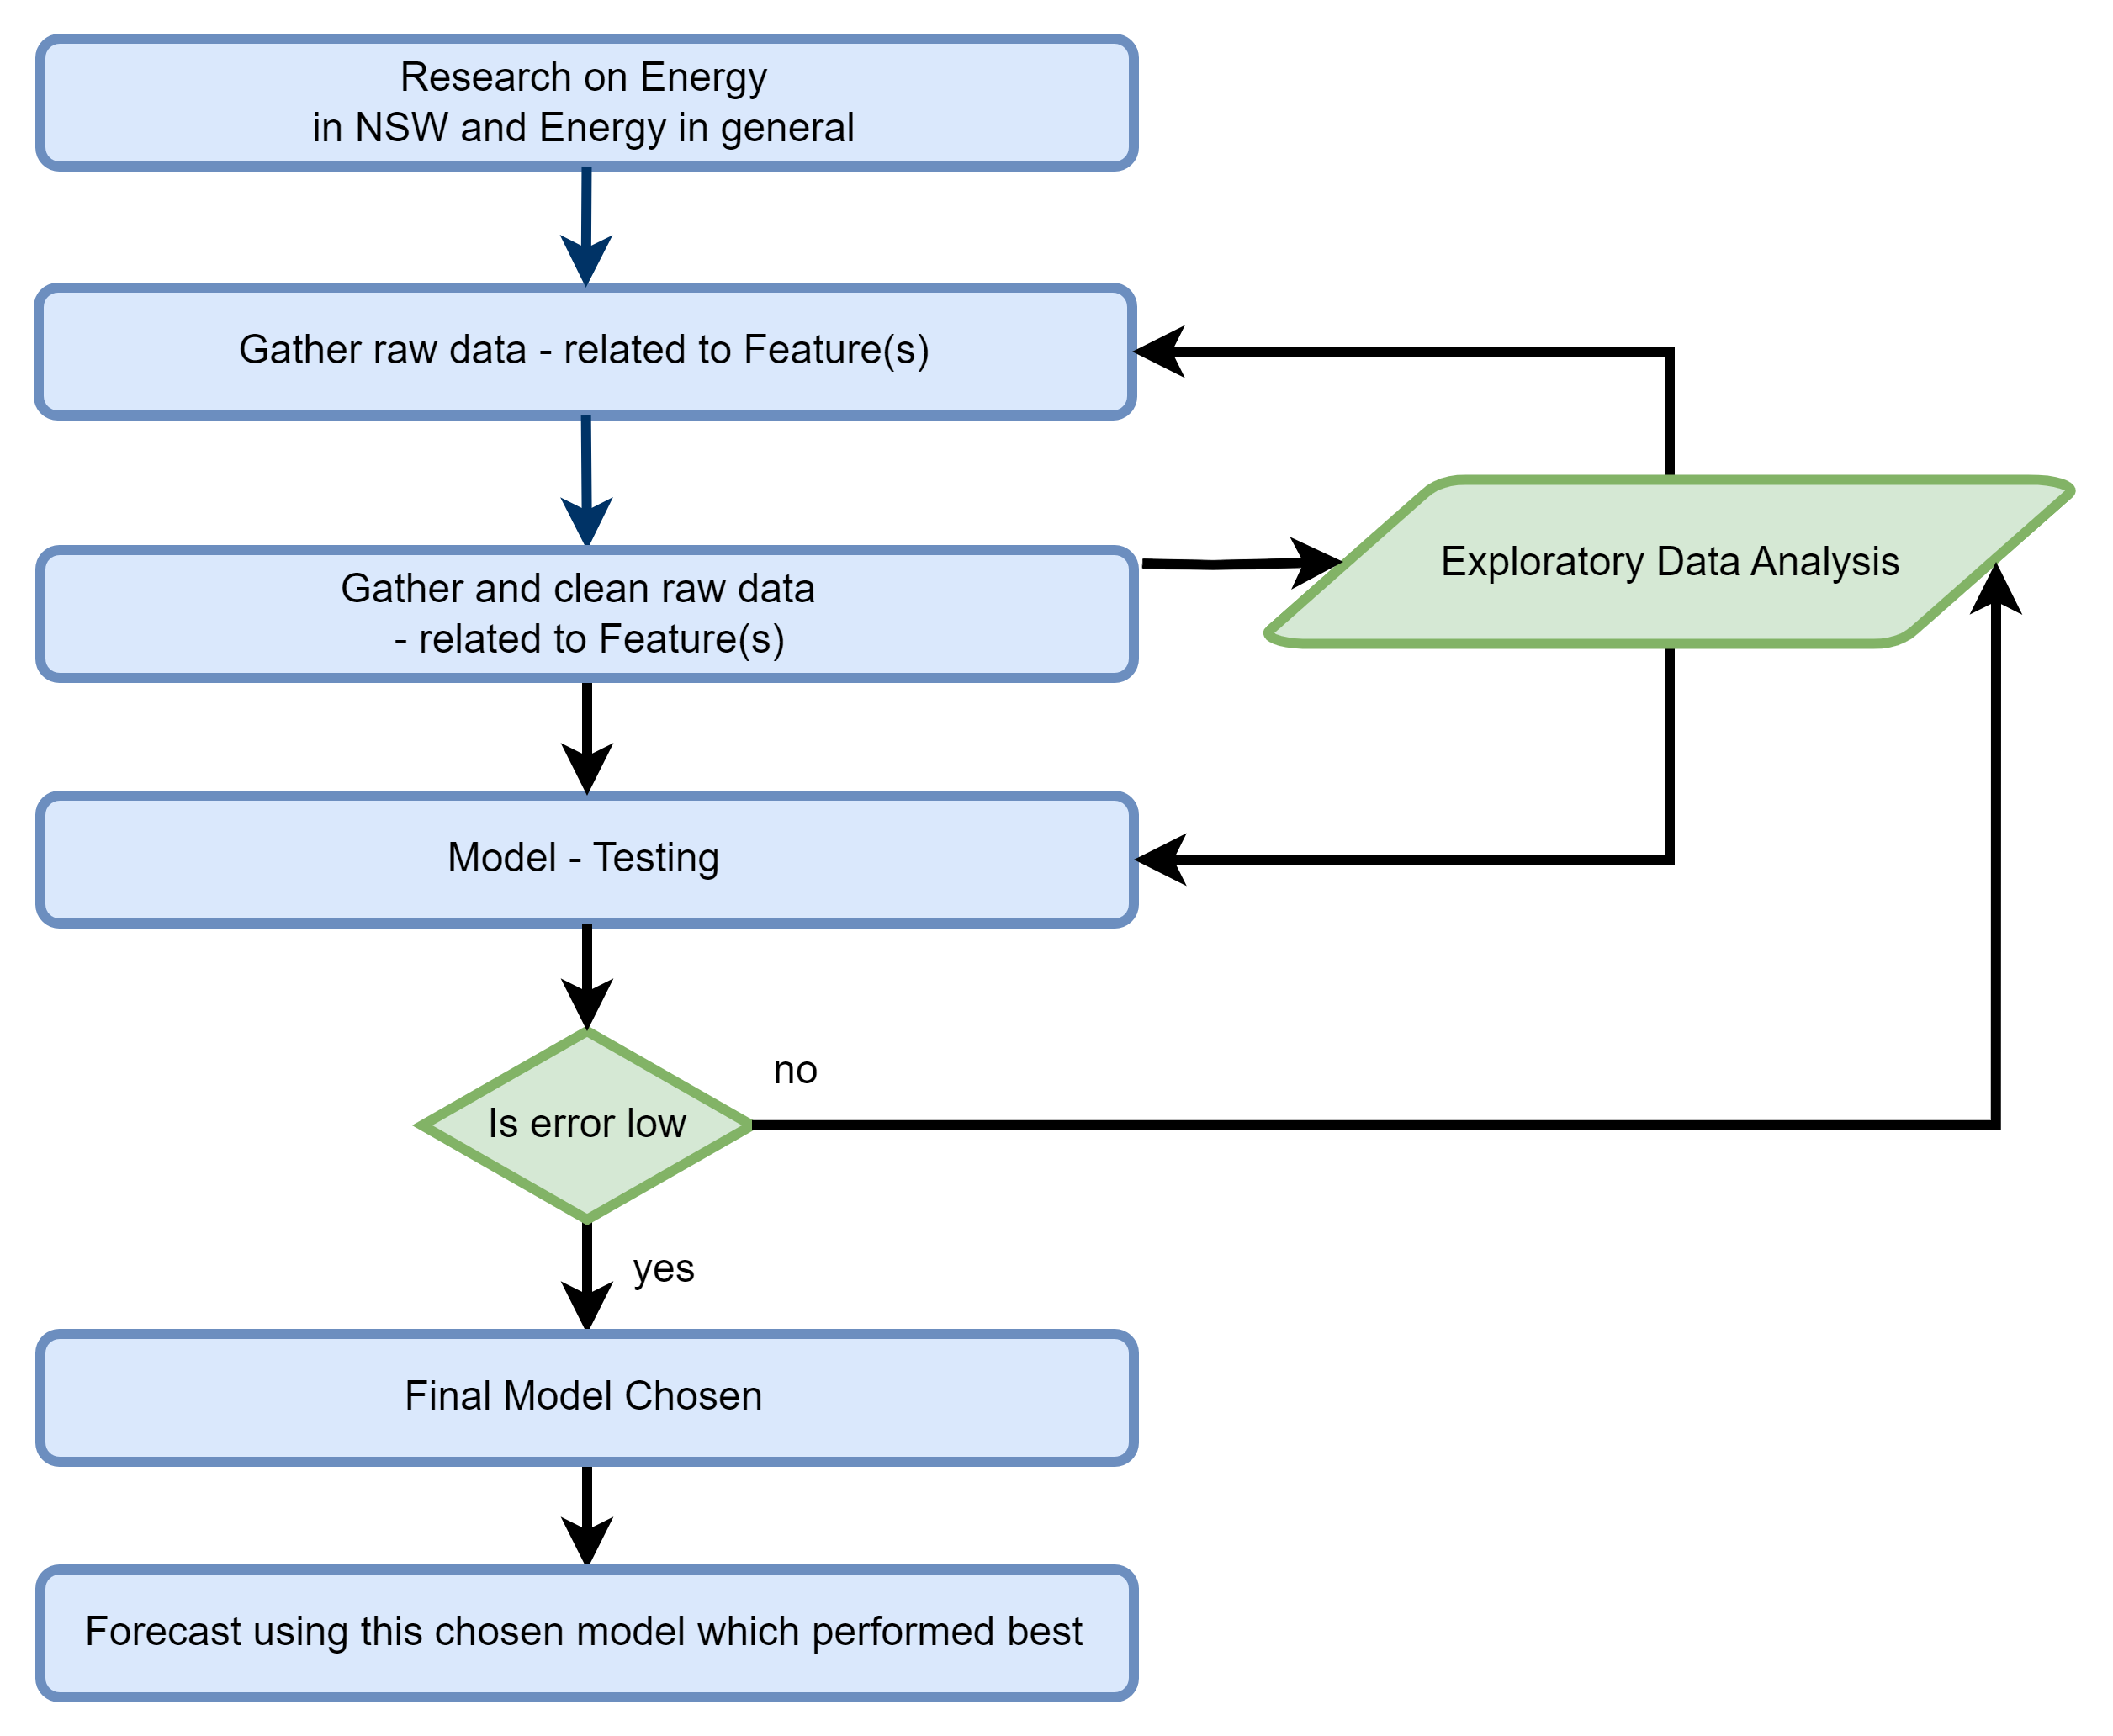 Research on Energy
in NSW and Energy in general
Gather raw data - related to Feature(s)
Exploratory Data Analysis
Gather and clean raw data
- related to Feature(s)
Model - Testing
no
Is error low
yes
Final Model Chosen
Forecast using this chosen model which performed best